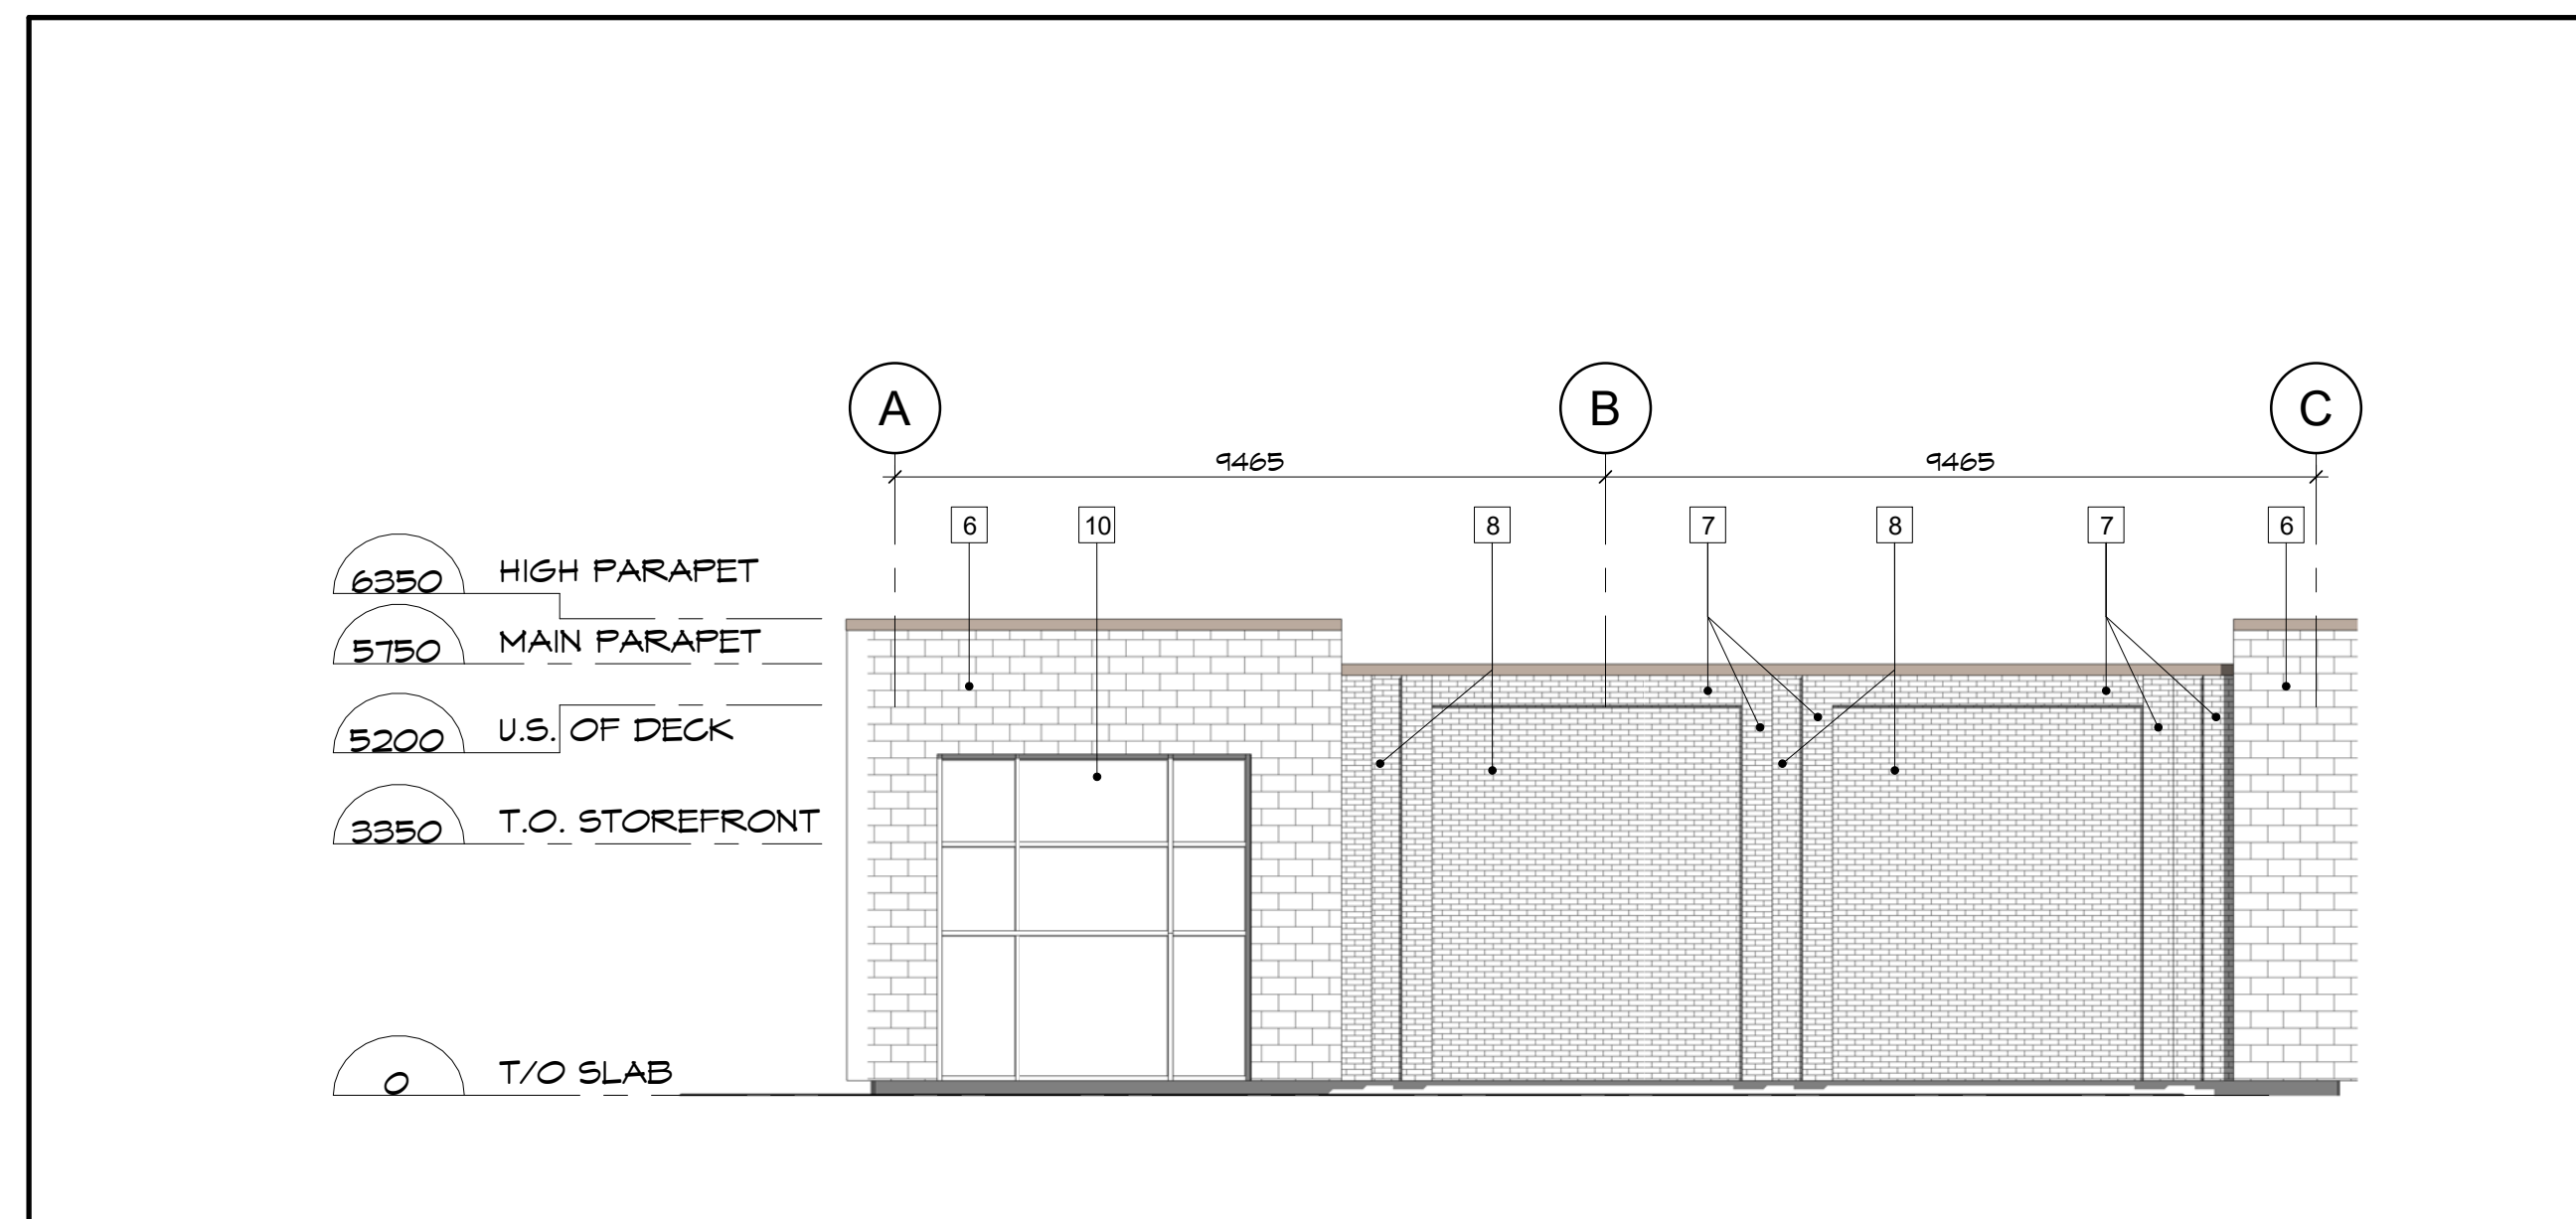 A B C
9465 9465
6 10 8 7 8 7 6
6350 HIGH PARAPET
5750 MAIN PARAPET
5200 U.S. OF DECK
3350 T.O. STOREFRONT
0 T/O SLAB